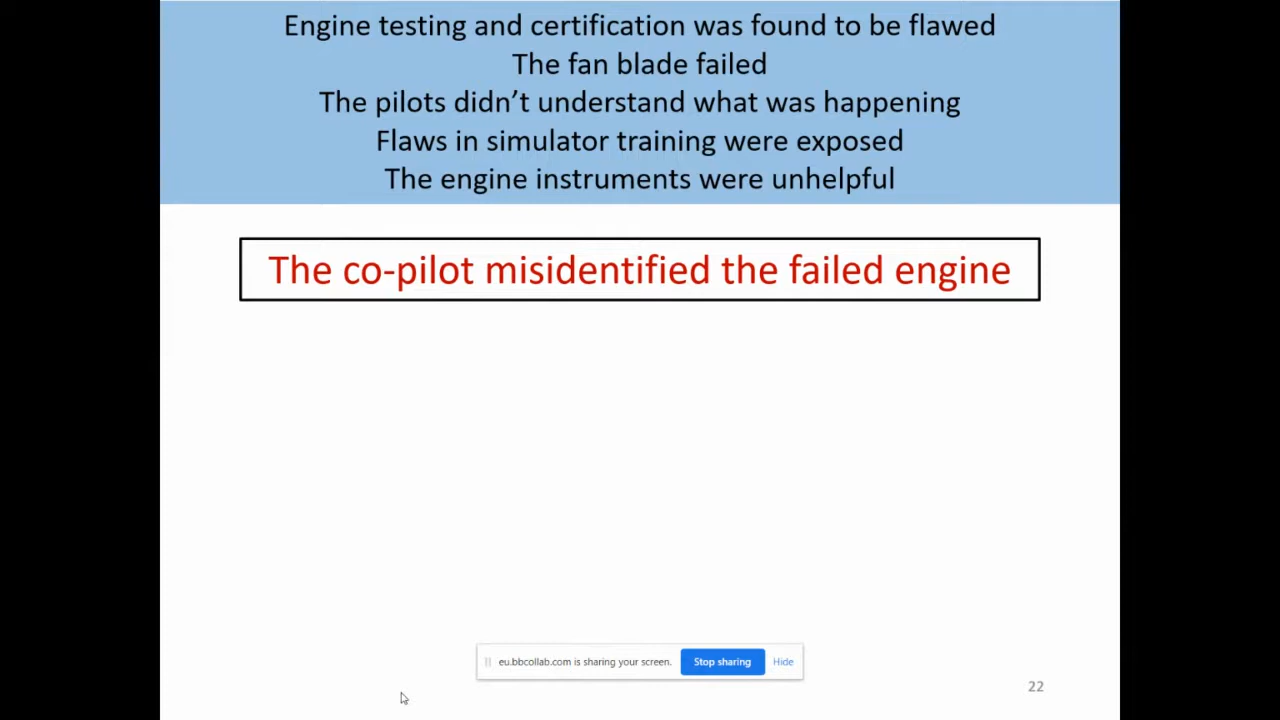 Engine testing and certification was found to be flawed
The fan blade failed
The pilots didn’t understand what was happening
Flaws in simulator training were exposed
The engine instruments were unhelpful
The co-pilot misidentified the failed engine
eu.bbcollab.com is sharing your screen. Stop sharing Hide
22